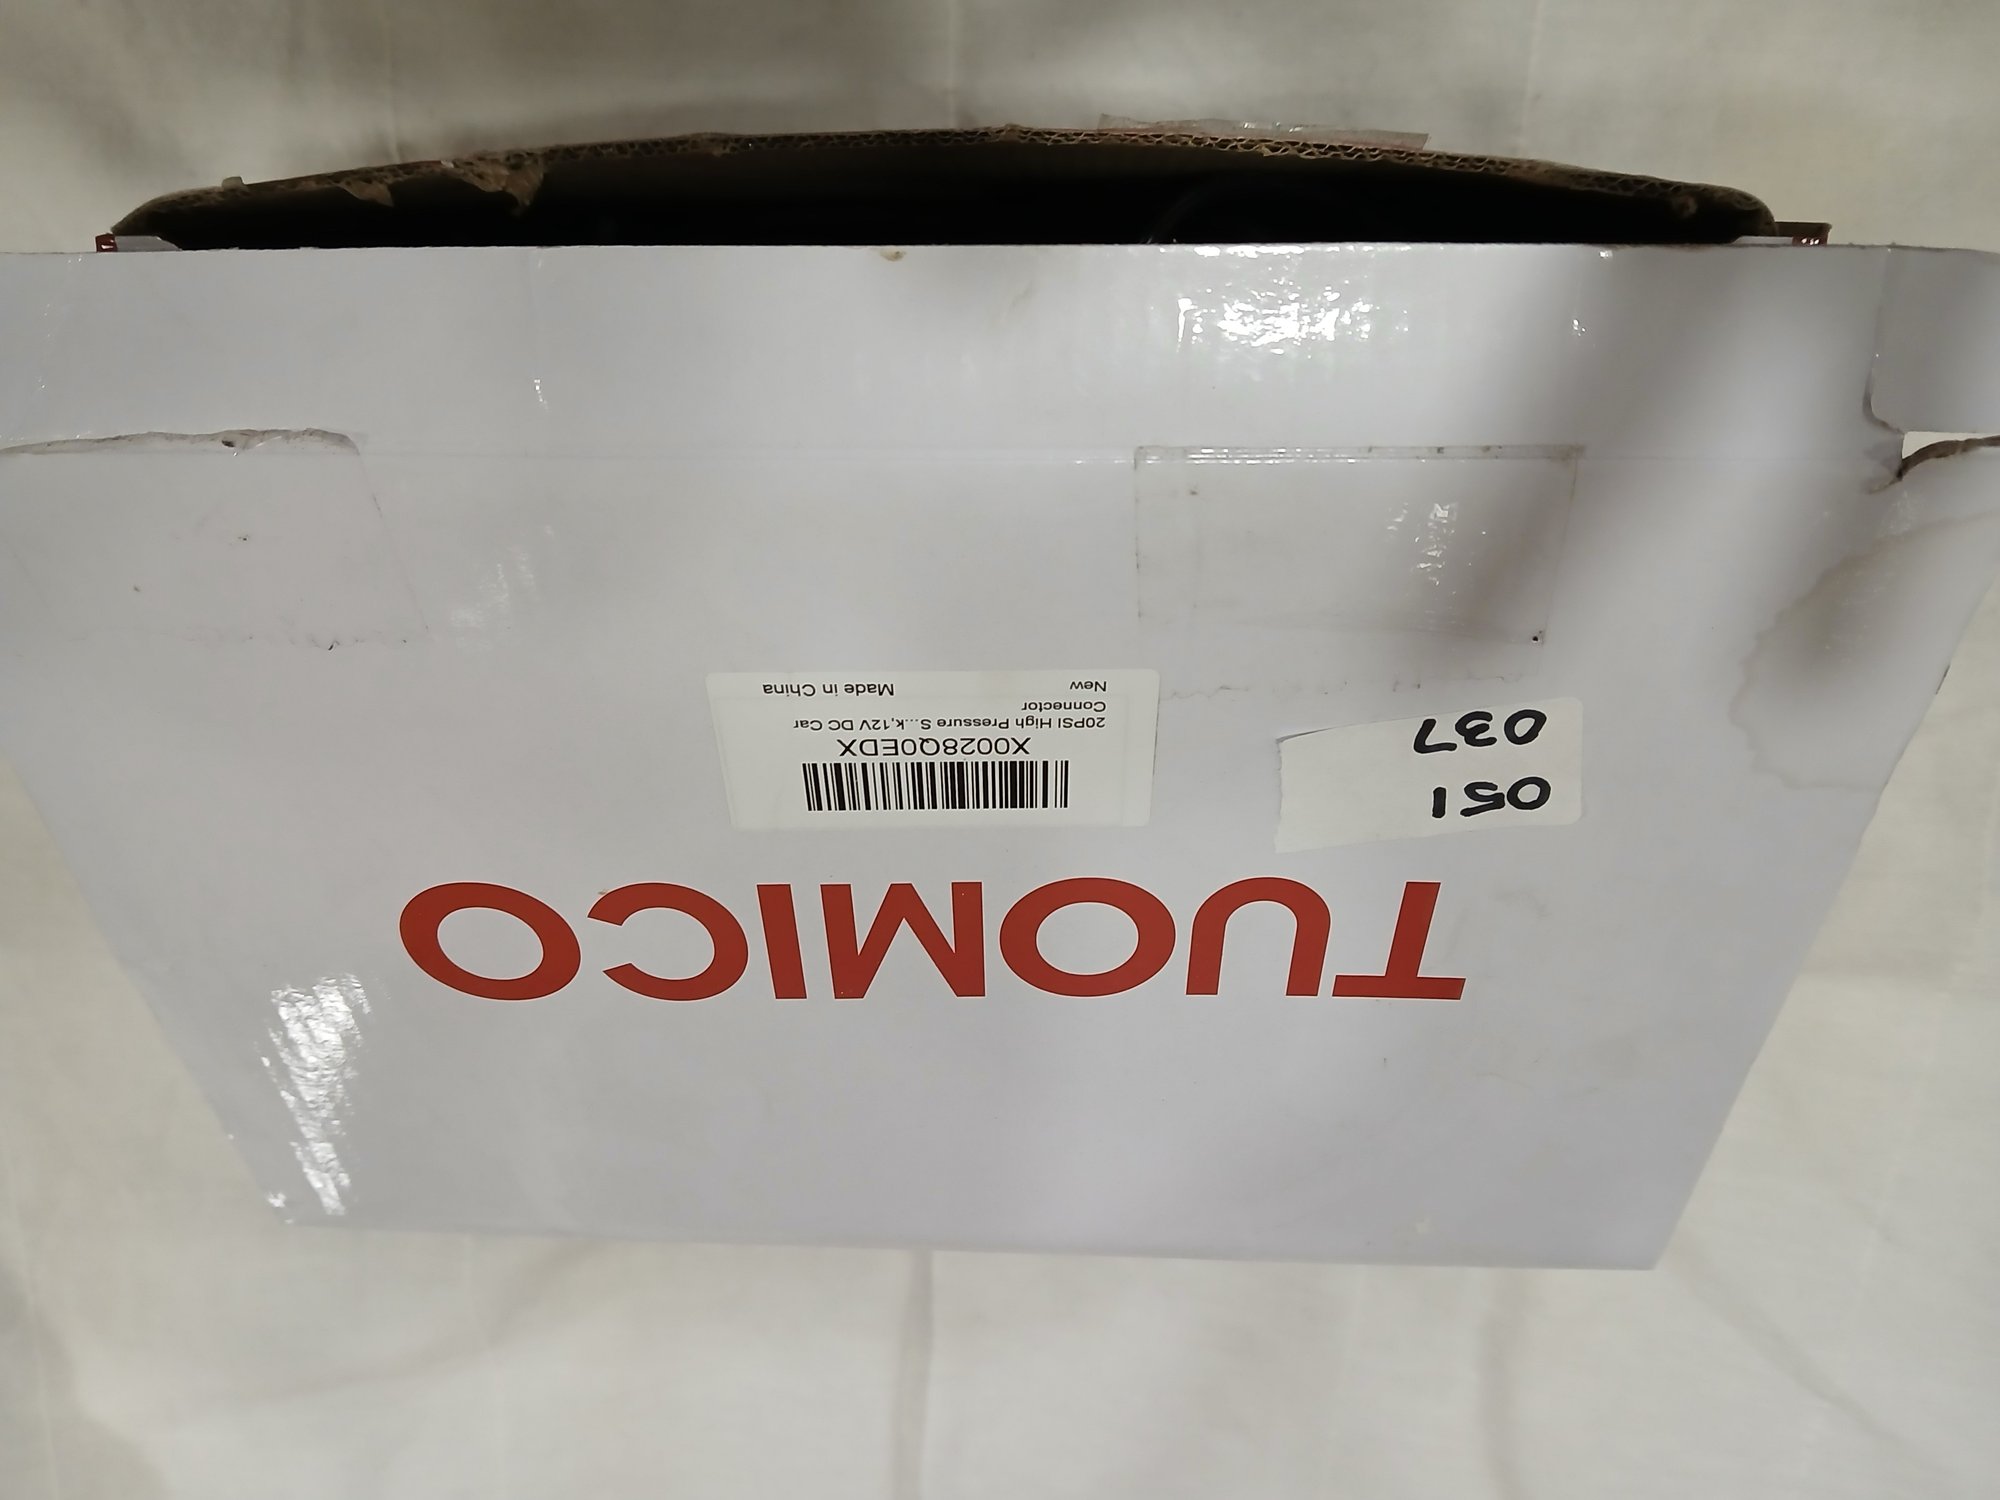 TUOMICO
051
037
X0028Q0EDX
20PSI High Pressure S...k,12V DC Car
Connector
New
Made in China